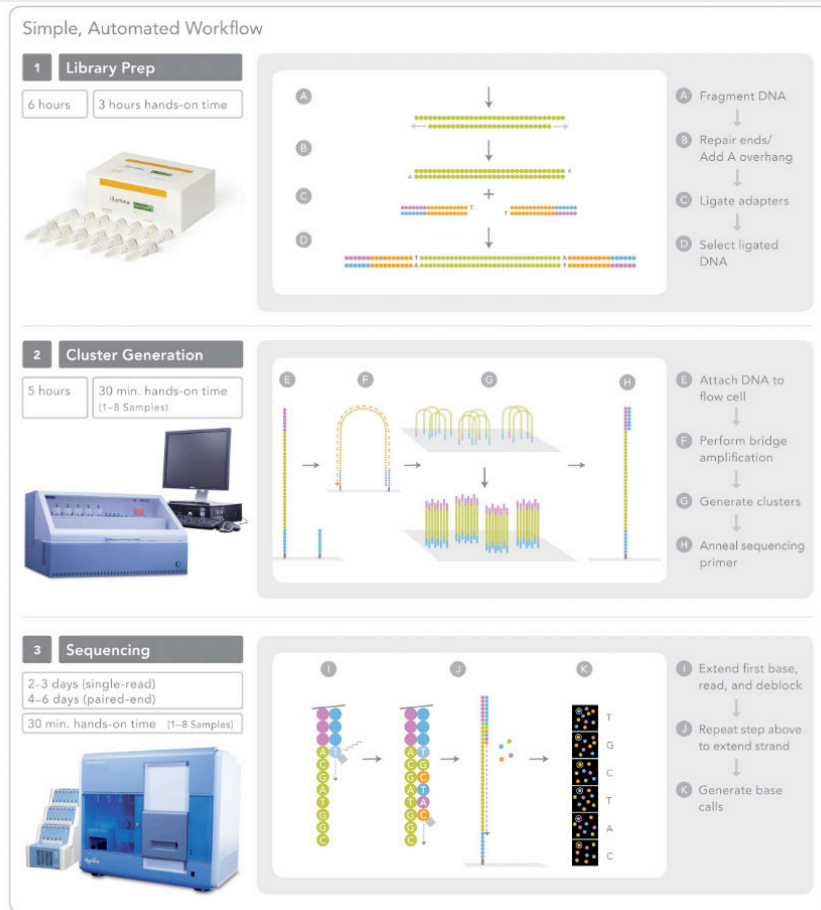 Simple, Automated Workflow
1 Library Prep
6 hours
3 hours hands-on time
illumina
A
B
C
D
A
A
+
T
T
T
A
A
T
A Fragment DNA
B Repair ends/
Add A overhang
C Ligate adapters
D Select ligated
DNA
2 Cluster Generation
5 hours
30 min. hands-on time
(1–8 Samples)
E
F
G
H
E Attach DNA to
flow cell
F Perform bridge
amplification
G Generate clusters
H Anneal sequencing
primer
3 Sequencing
2–3 days (single-read)
4–6 days (paired-end)
30 min. hands-on time (1–8 Samples)
I
J
K
A T
C
G
A
T
G
G
C
A T
C G
G C
A T
T A
G C
G
C
T
G
C
T
A
C
I Extend first base,
read, and deblock
J Repeat step above
to extend strand
K Generate base
calls